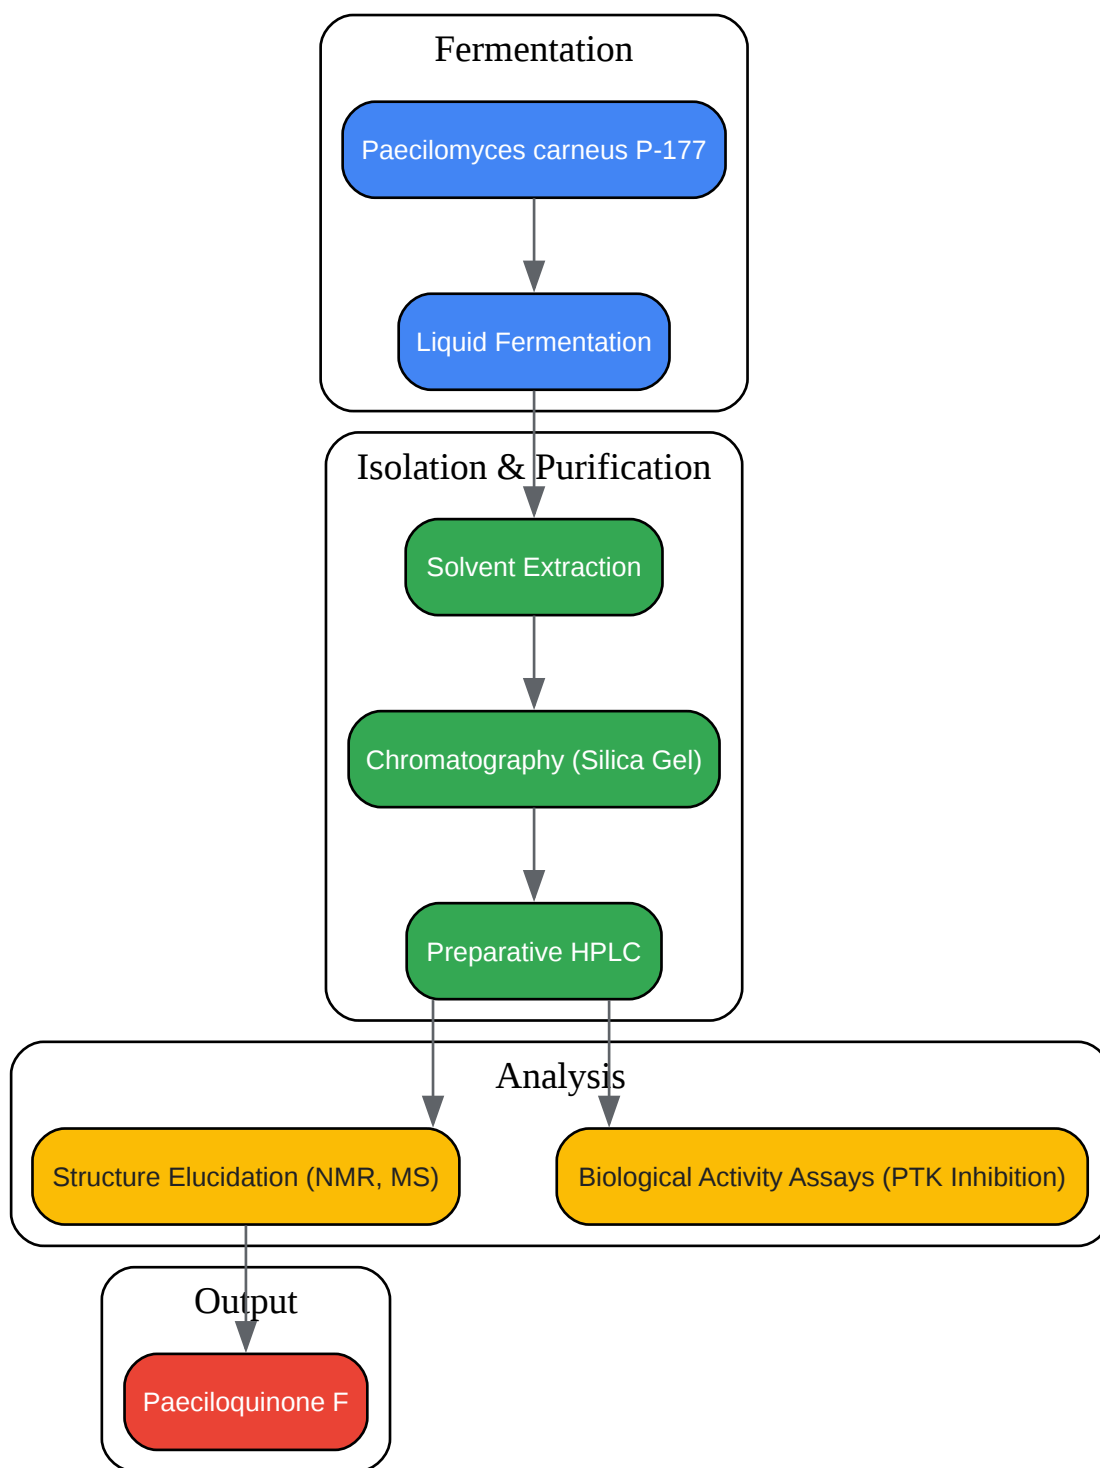 Fermentation
Paecilomyces carneus P-177
Liquid Fermentation
Isolation & Purification
Solvent Extraction
Chromatography (Silica Gel)
Preparative HPLC
Analysis
Structure Elucidation (NMR, MS)
Biological Activity Assays (PTK Inhibition)
Output
Paeciloquinone F